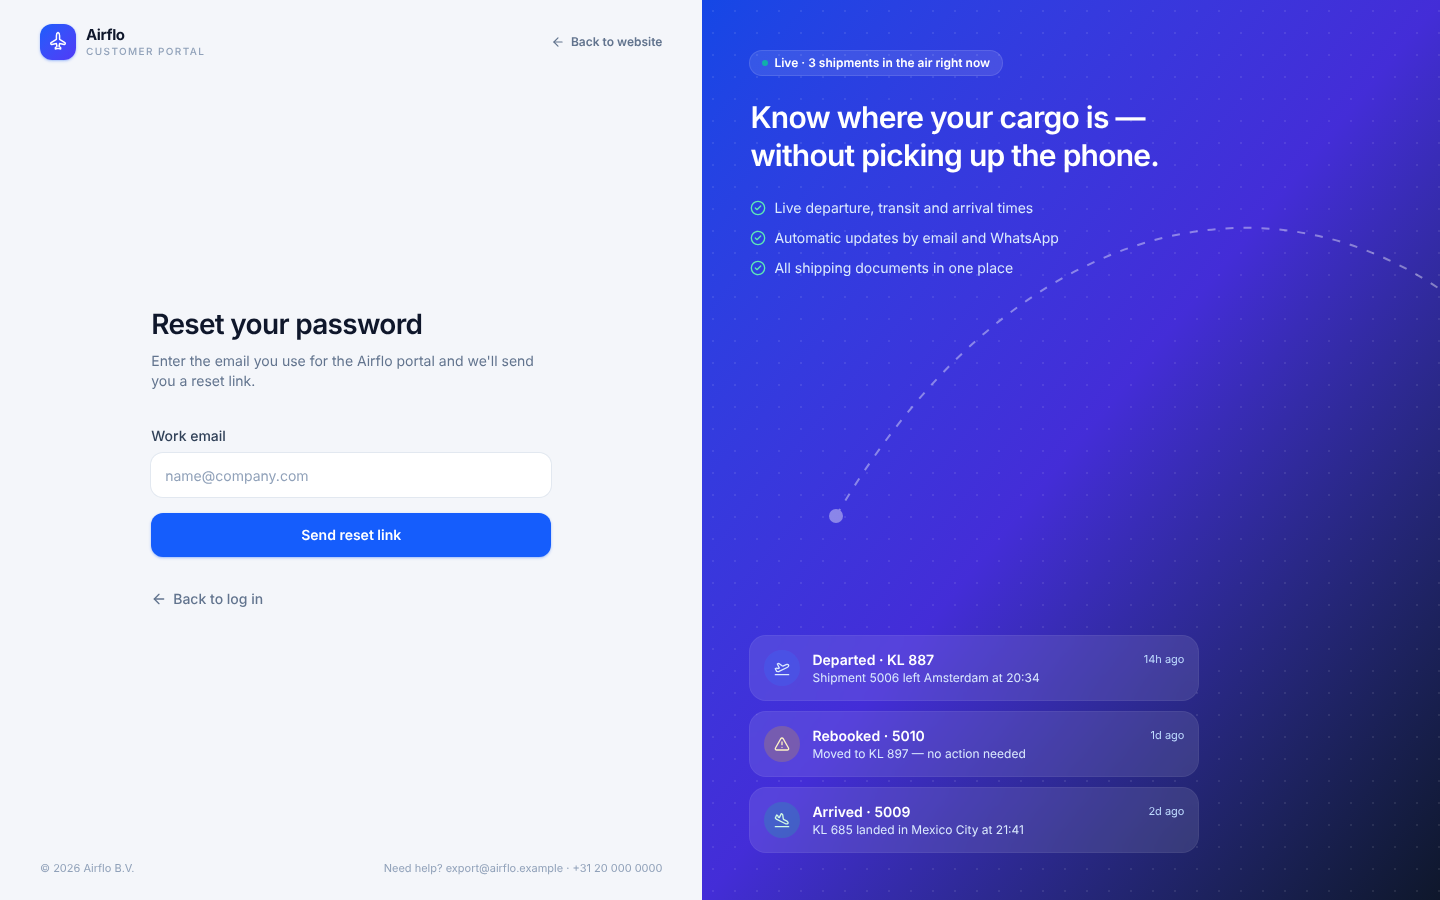 Airflo
CUSTOMER PORTAL
Back to website
Reset your password
Enter the email you use for the Airflo portal and we'll send
you a reset link.
Work email
name@company.com
Send reset link
Back to log in
© 2026 Airflo B.V.
Need help? export@airflo.example · +31 20 000 0000
Live · 3 shipments in the air right now
Know where your cargo is —
without picking up the phone.
Live departure, transit and arrival times
Automatic updates by email and WhatsApp
All shipping documents in one place
Departed · KL 887
14h ago
Shipment 5006 left Amsterdam at 20:34
Rebooked · 5010
1d ago
Moved to KL 897 — no action needed
Arrived · 5009
2d ago
KL 685 landed in Mexico City at 21:41